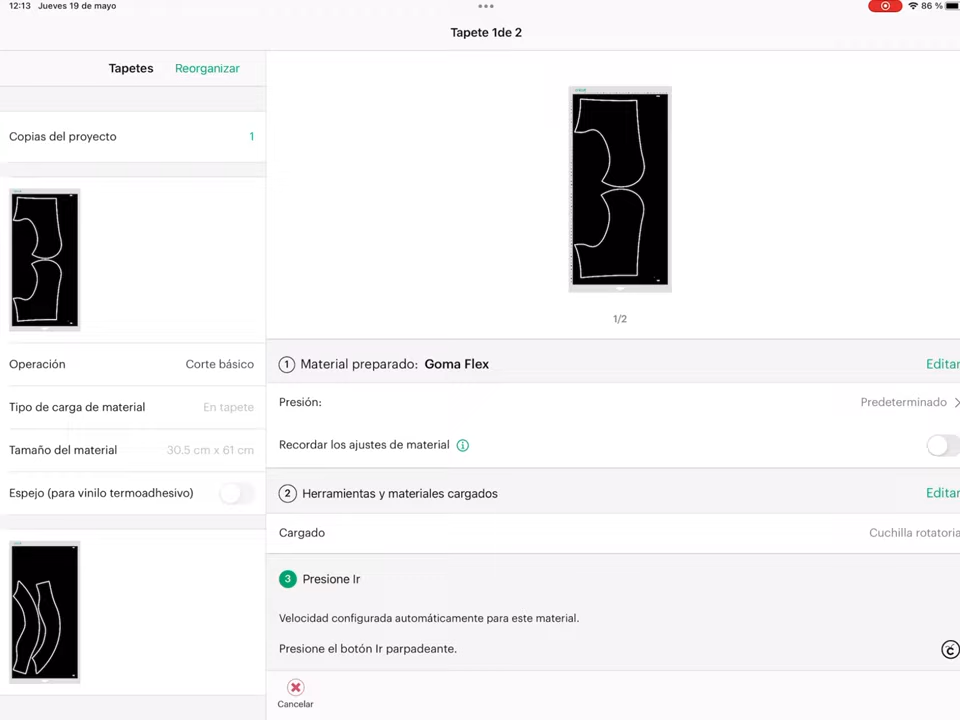 12:13 Jueves 19 de mayo
86 %
Tapete 1de 2
Tapetes Reorganizar
Copias del proyecto 1
Operación Corte básico
Tipo de carga de material En tapete
Tamaño del material 30.5 cm x 61 cm
Espejo (para vinilo termoadhesivo)
1/2
1 Material preparado: Goma Flex Editar
Presión: Predeterminado
Recordar los ajustes de material
2 Herramientas y materiales cargados Editar
Cargado Cuchilla rotatoria
3 Presione Ir
Velocidad configurada automáticamente para este material.
Presione el botón Ir parpadeante.
Cancelar